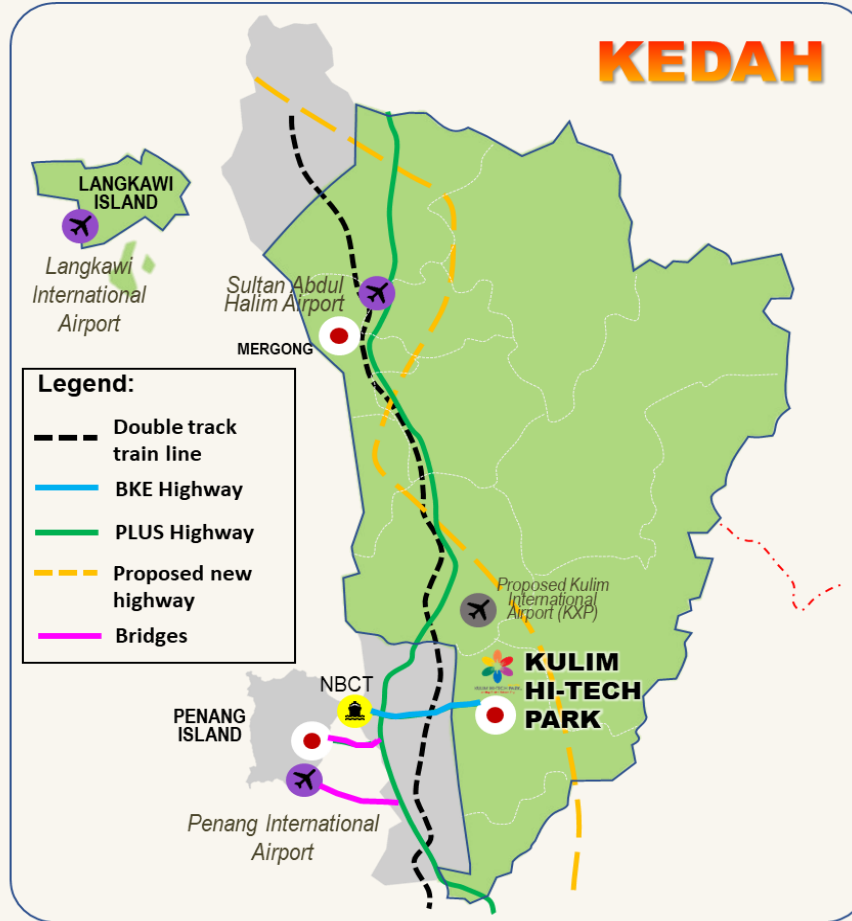 KEDAH
LANGKAWI
ISLAND
Langkawi
International
Airport
Sultan Abdul
Halim Airport
MERGONG
Legend:
Double track
train line
BKE Highway
PLUS Highway
Proposed new
highway
Bridges
Proposed Kulim
International
Airport (KXP)
KULIM
HI-TECH
PARK
NBCT
PENANG
ISLAND
Penang International
Airport